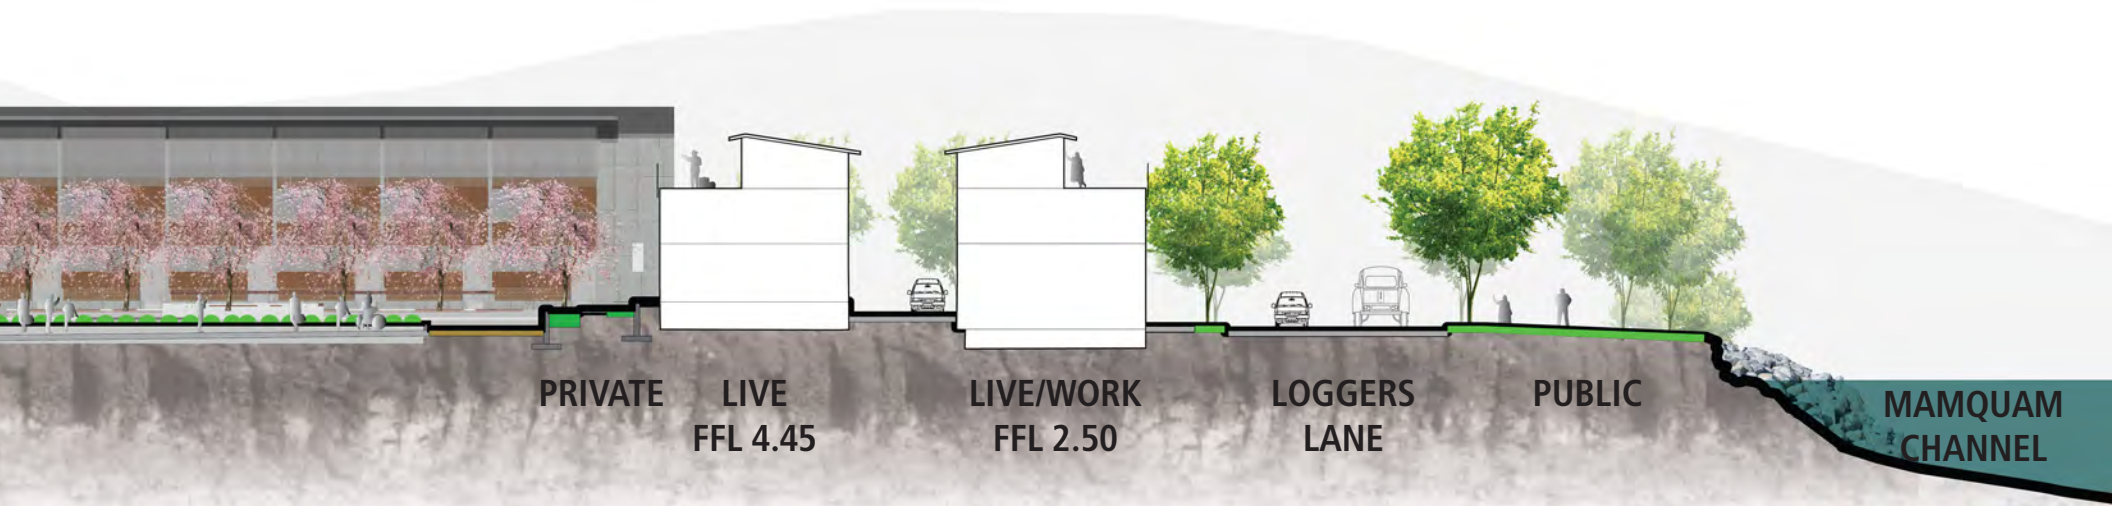 PRIVATE
LIVE
FFL 4.45
LIVE/WORK
FFL 2.50
LOGGERS
LANE
PUBLIC
MAMQUAM
CHANNEL